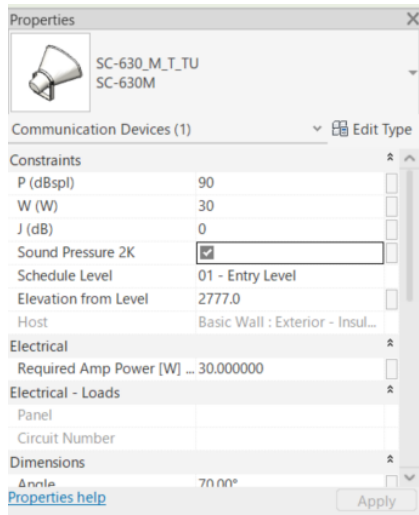 Properties
SC-630_M_T_TU
SC-630M
Communication Devices (1) Edit Type
Constraints
P (dBspl) 90
W (W) 30
J (dB) 0
Sound Pressure 2K
Schedule Level 01 - Entry Level
Elevation from Level 2777.0
Host Basic Wall : Exterior - Insul...
Electrical
Required Amp Power [W] ... 30.000000
Electrical - Loads
Panel
Circuit Number
Dimensions
Angle 70.00°
Properties help Apply